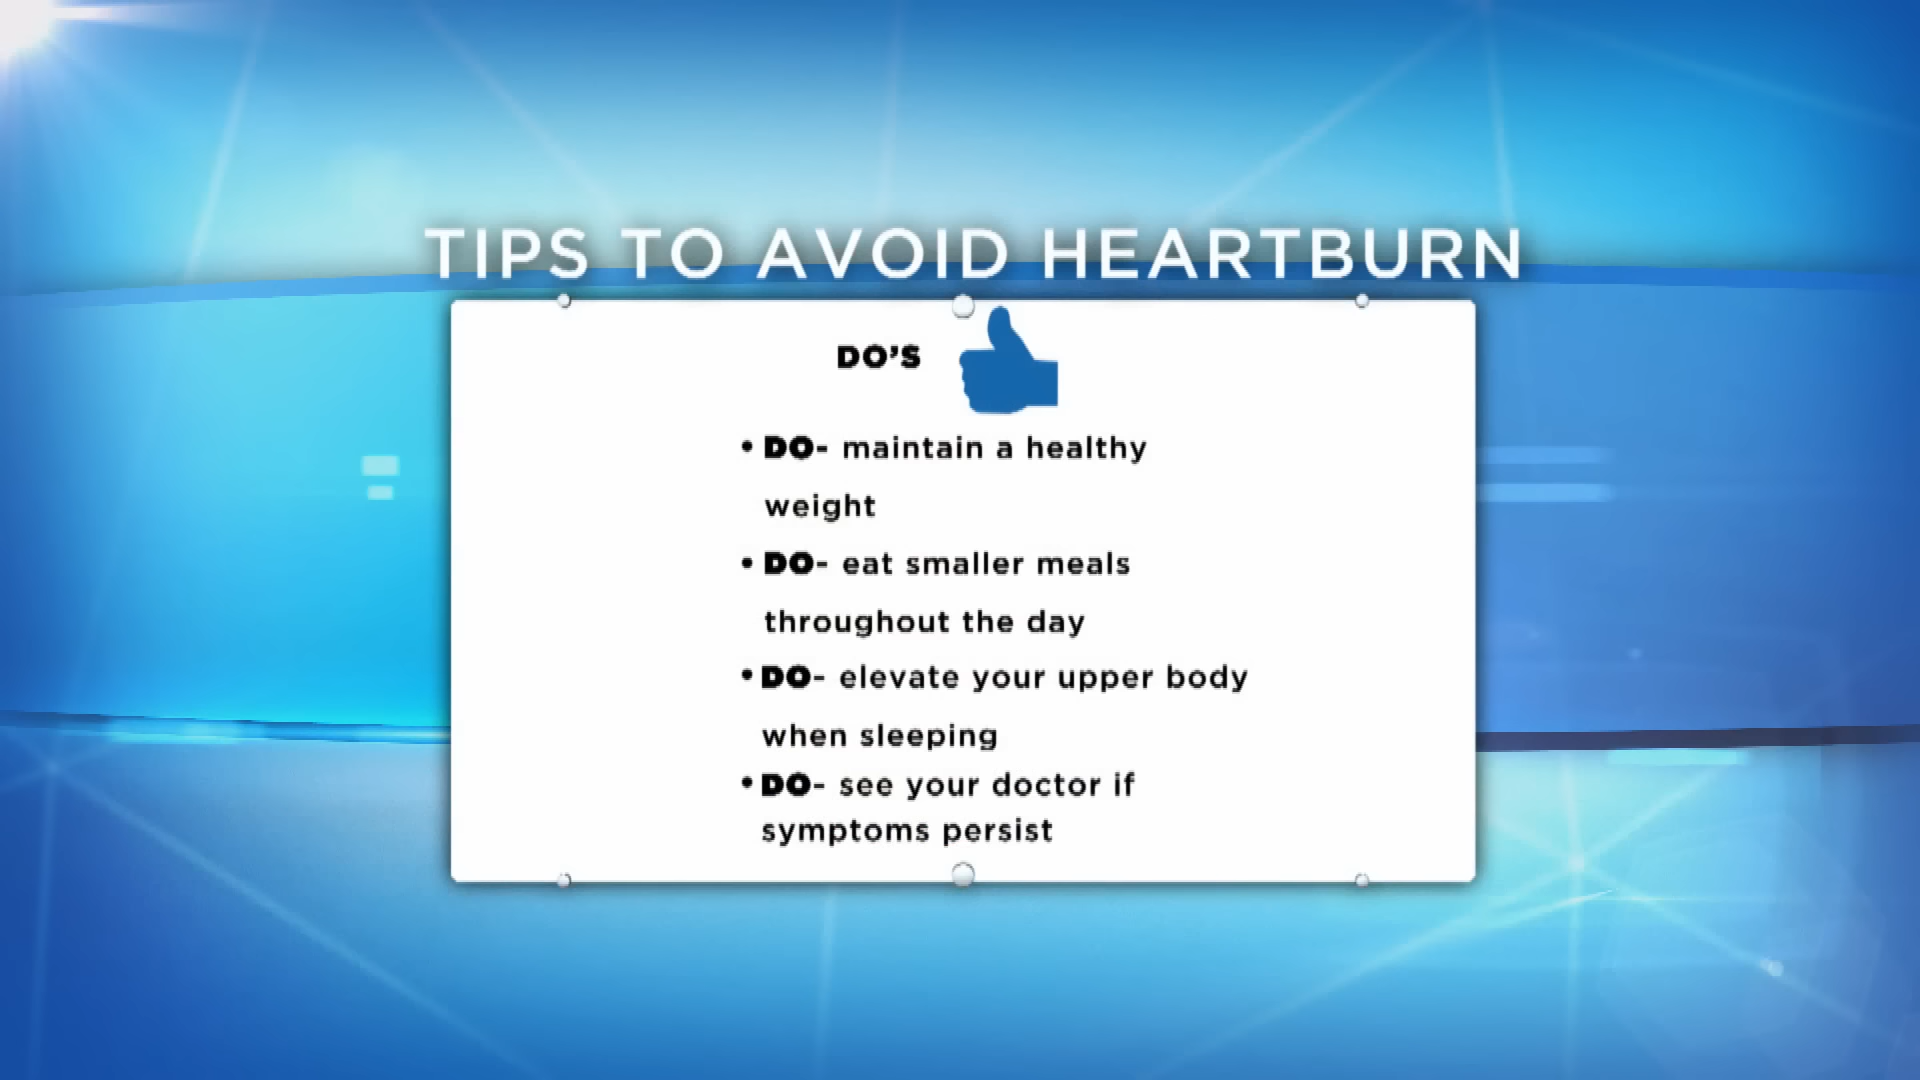 TIPS TO AVOID HEARTBURN
DO'S
• DO- maintain a healthy
weight
• DO- eat smaller meals
throughout the day
• DO- elevate your upper body
when sleeping
• DO- see your doctor if
symptoms persist